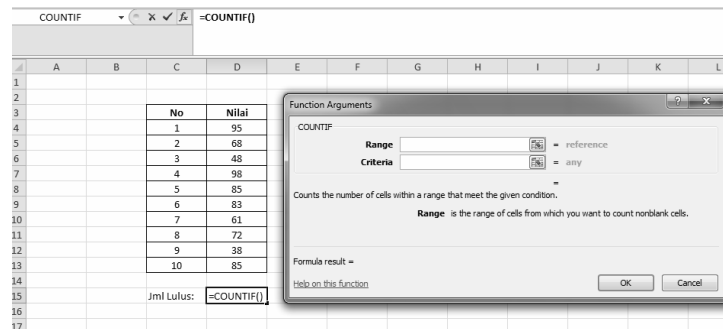 COUNTIF fx =COUNTIF()
A B C D E F G H I J K L
1
2
3 No Nilai
4 1 95
5 2 68
6 3 48
7 4 98
8 5 85
9 6 83
10 7 61
11 8 72
12 9 38
13 10 85
14
15 Jml Lulus: =COUNTIF()
16
17
Function Arguments
COUNTIF
Range = reference
Criteria = any
=
Counts the number of cells within a range that meet the given condition.
Range is the range of cells from which you want to count nonblank cells.
Formula result =
Help on this function OK Cancel